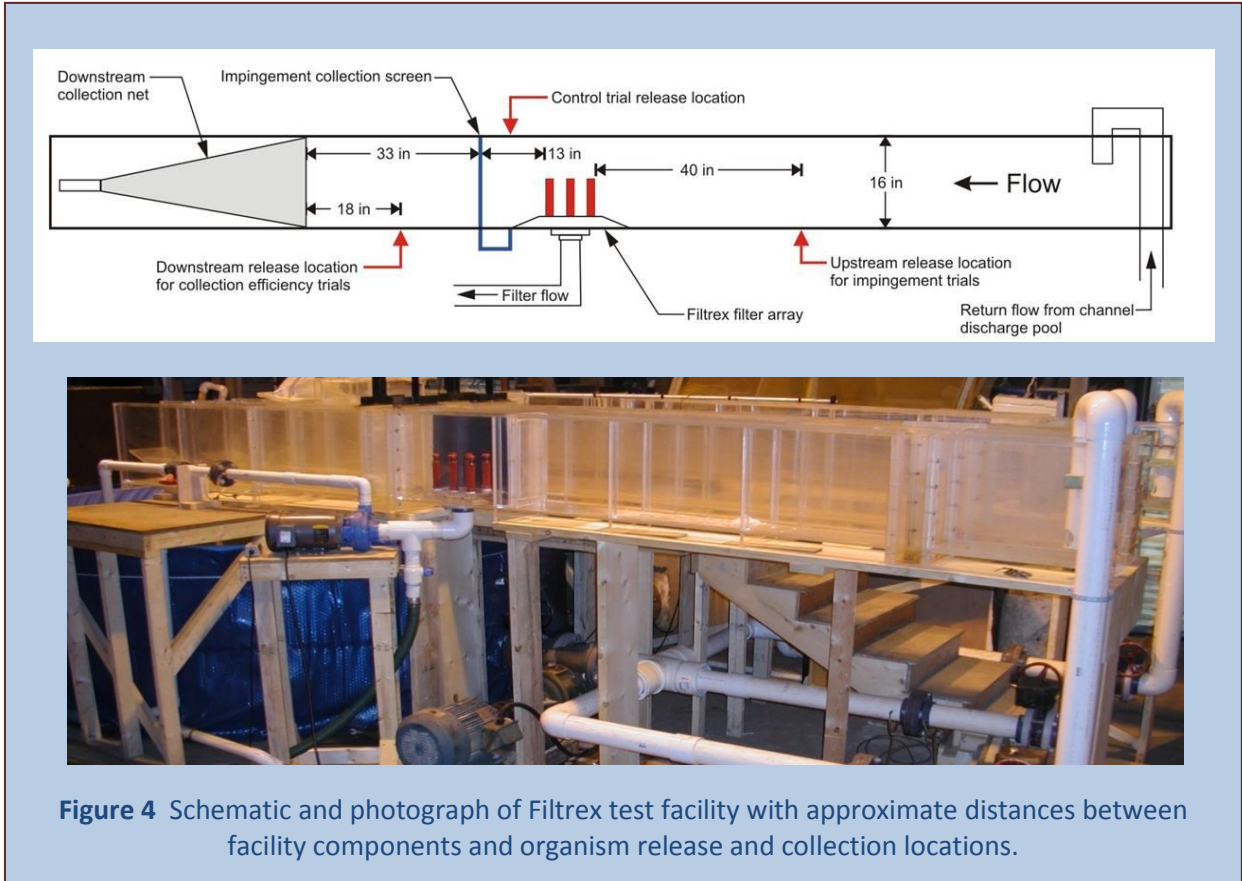 Downstream
collection net
Impingement collection screen
Control trial release location
33 in
13 in
40 in
16 in
Flow
18 in
Downstream release location
for collection efficiency trials
Filter flow
Filtrex filter array
Upstream release location
for impingement trials
Return flow from channel
discharge pool
Figure 4 Schematic and photograph of Filtrex test facility with approximate distances between
facility components and organism release and collection locations.